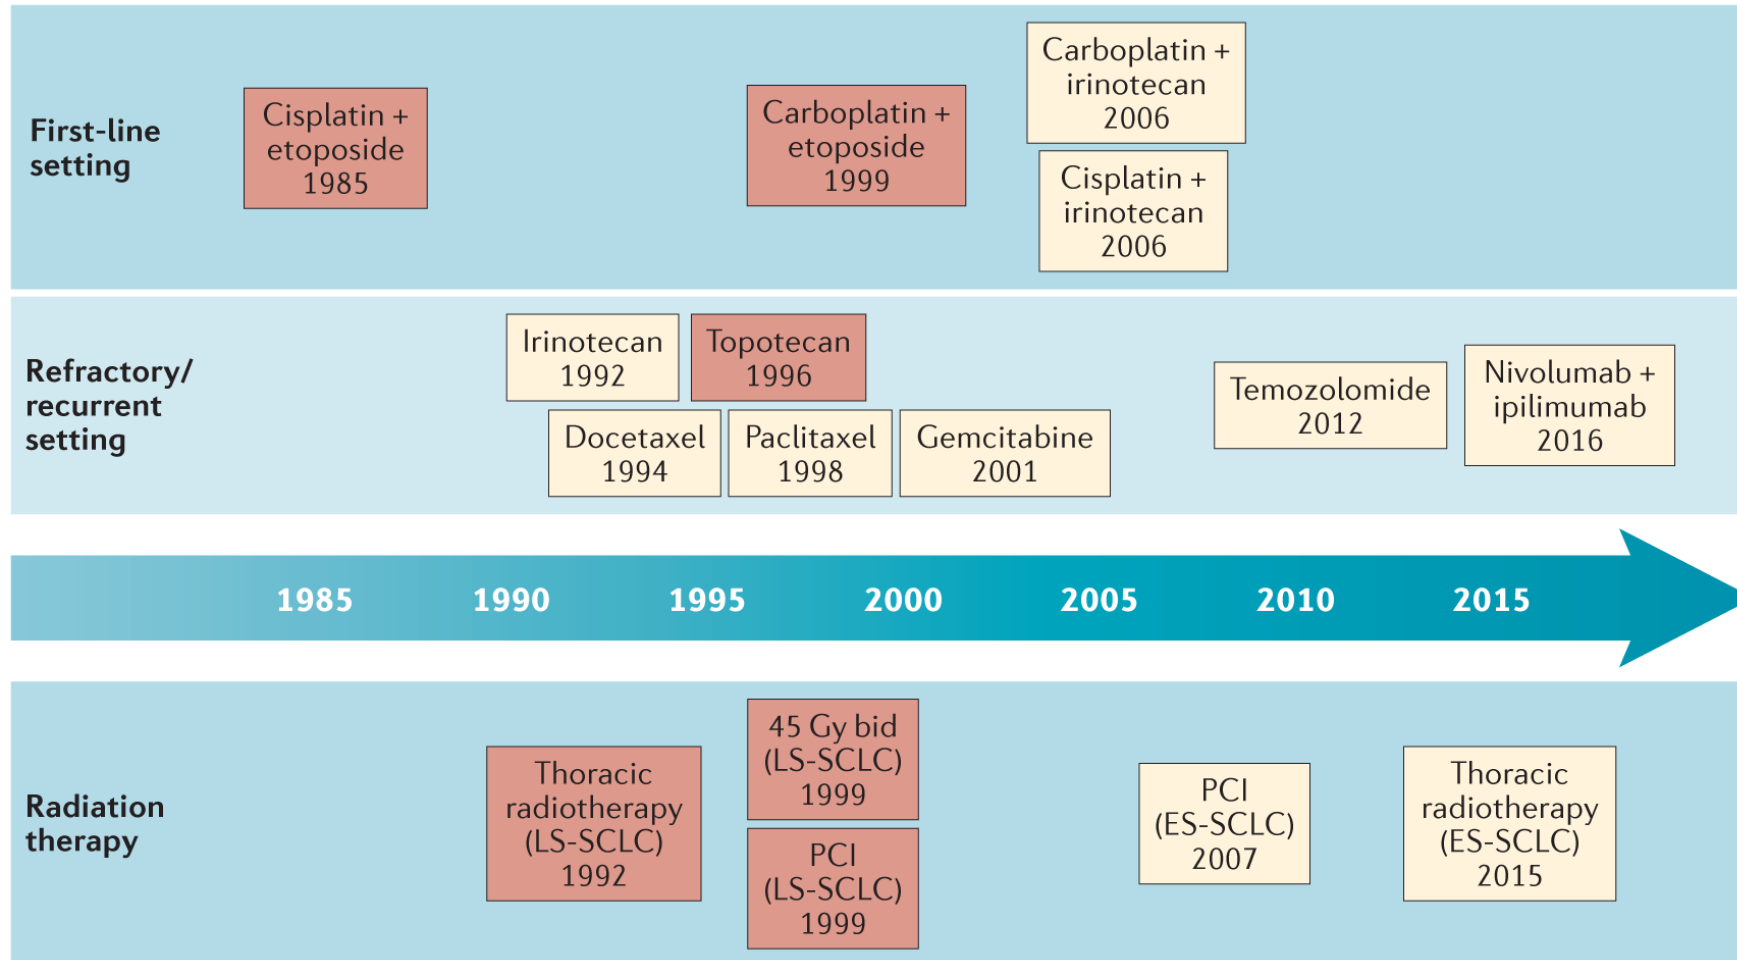 First-line
setting
Cisplatin +
etoposide
1985
Carboplatin +
etoposide
1999
Carboplatin +
irinotecan
2006
Cisplatin +
irinotecan
2006
Refractory/
recurrent
setting
Irinotecan
1992
Topotecan
1996
Docetaxel
1994
Paclitaxel
1998
Gemcitabine
2001
Temozolomide
2012
Nivolumab +
ipilimumab
2016
1985 1990 1995 2000 2005 2010 2015
Radiation
therapy
Thoracic
radiotherapy
(LS-SCLC)
1992
45 Gy bid
(LS-SCLC)
1999
PCI
(LS-SCLC)
1999
PCI
(ES-SCLC)
2007
Thoracic
radiotherapy
(ES-SCLC)
2015